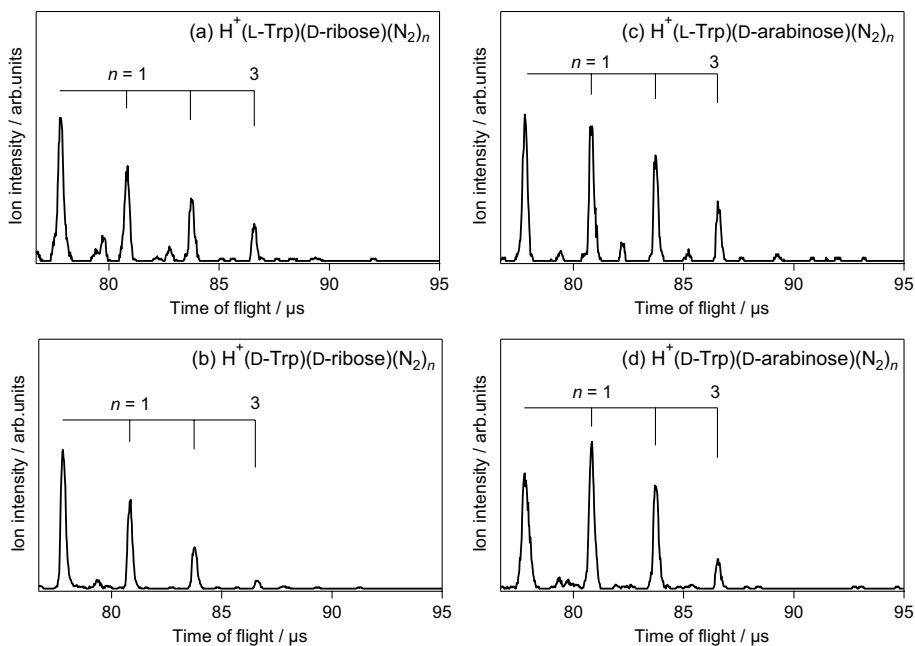 (a) H⁺(L-Trp)(D-ribose)(N₂)ₙ
n = 1 3
Ion intensity / arb.units
80 85 90 95
Time of flight / μs
(c) H⁺(L-Trp)(D-arabinose)(N₂)ₙ
n = 1 3
Ion intensity / arb.units
80 85 90 95
Time of flight / μs
(b) H⁺(D-Trp)(D-ribose)(N₂)ₙ
n = 1 3
Ion intensity / arb.units
80 85 90 95
Time of flight / μs
(d) H⁺(D-Trp)(D-arabinose)(N₂)ₙ
n = 1 3
Ion intensity / arb.units
80 85 90 95
Time of flight / μs